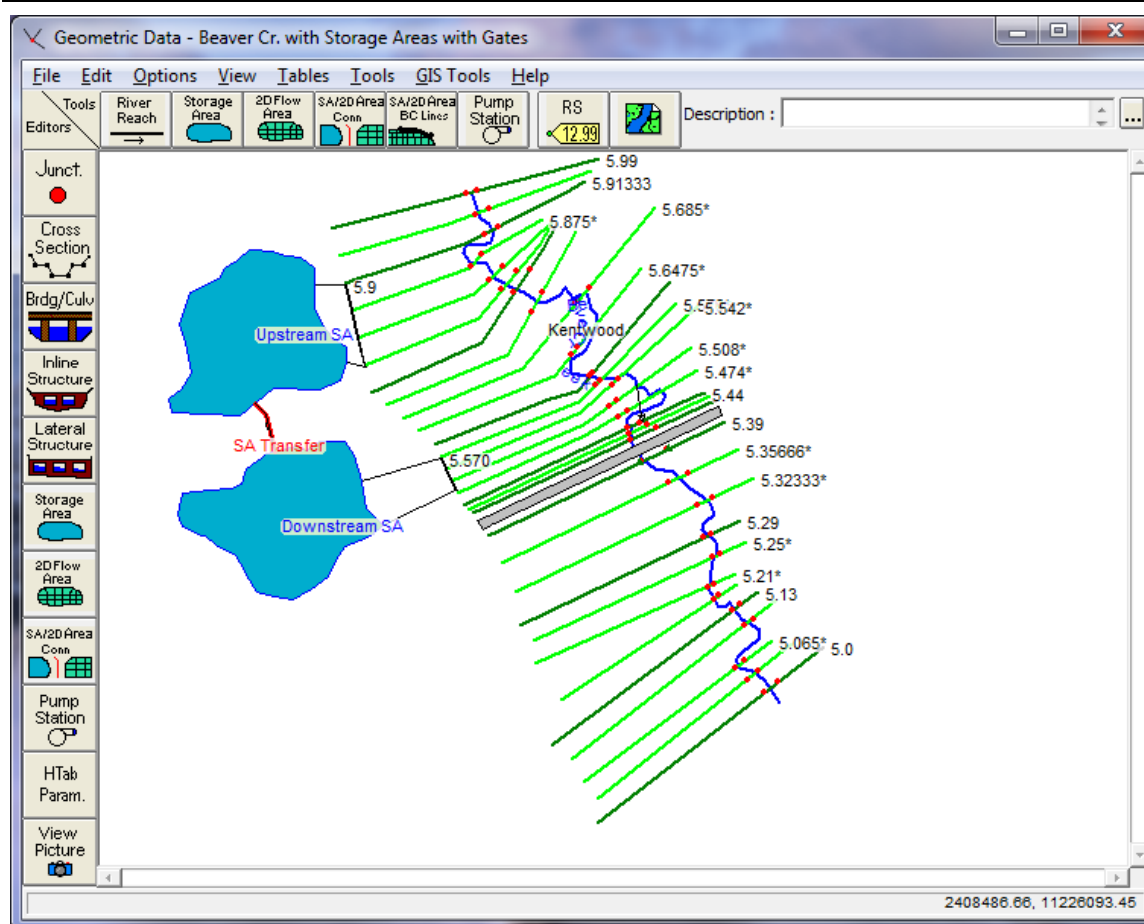 Geometric Data - Beaver Cr. with Storage Areas with Gates
File Edit Options View Tables Tools GIS Tools Help
Tools
Editors
River
Reach
Storage
Area
2D Flow
Area
SA/2D Area
Conn
SA/2D Area
BC Lines
Pump
Station
RS
12.99
Description :
...
Junct.
Cross
Section
Brdg/Culv
Inline
Structure
Lateral
Structure
Storage
Area
2D Flow
Area
SA/2D Area
Conn
Pump
Station
HTab
Param.
View
Picture
5.99
5.91333
5.875*
5.685*
5.9
5.6475*
Upstream SA
Kentwood
5.542*
5.508*
5.474*
5.44
5.39
SA Transfer
5.570
5.35666*
5.32333*
Downstream SA
5.29
5.25*
5.21*
5.13
5.065*
5.0
2408486.66, 11226093.45